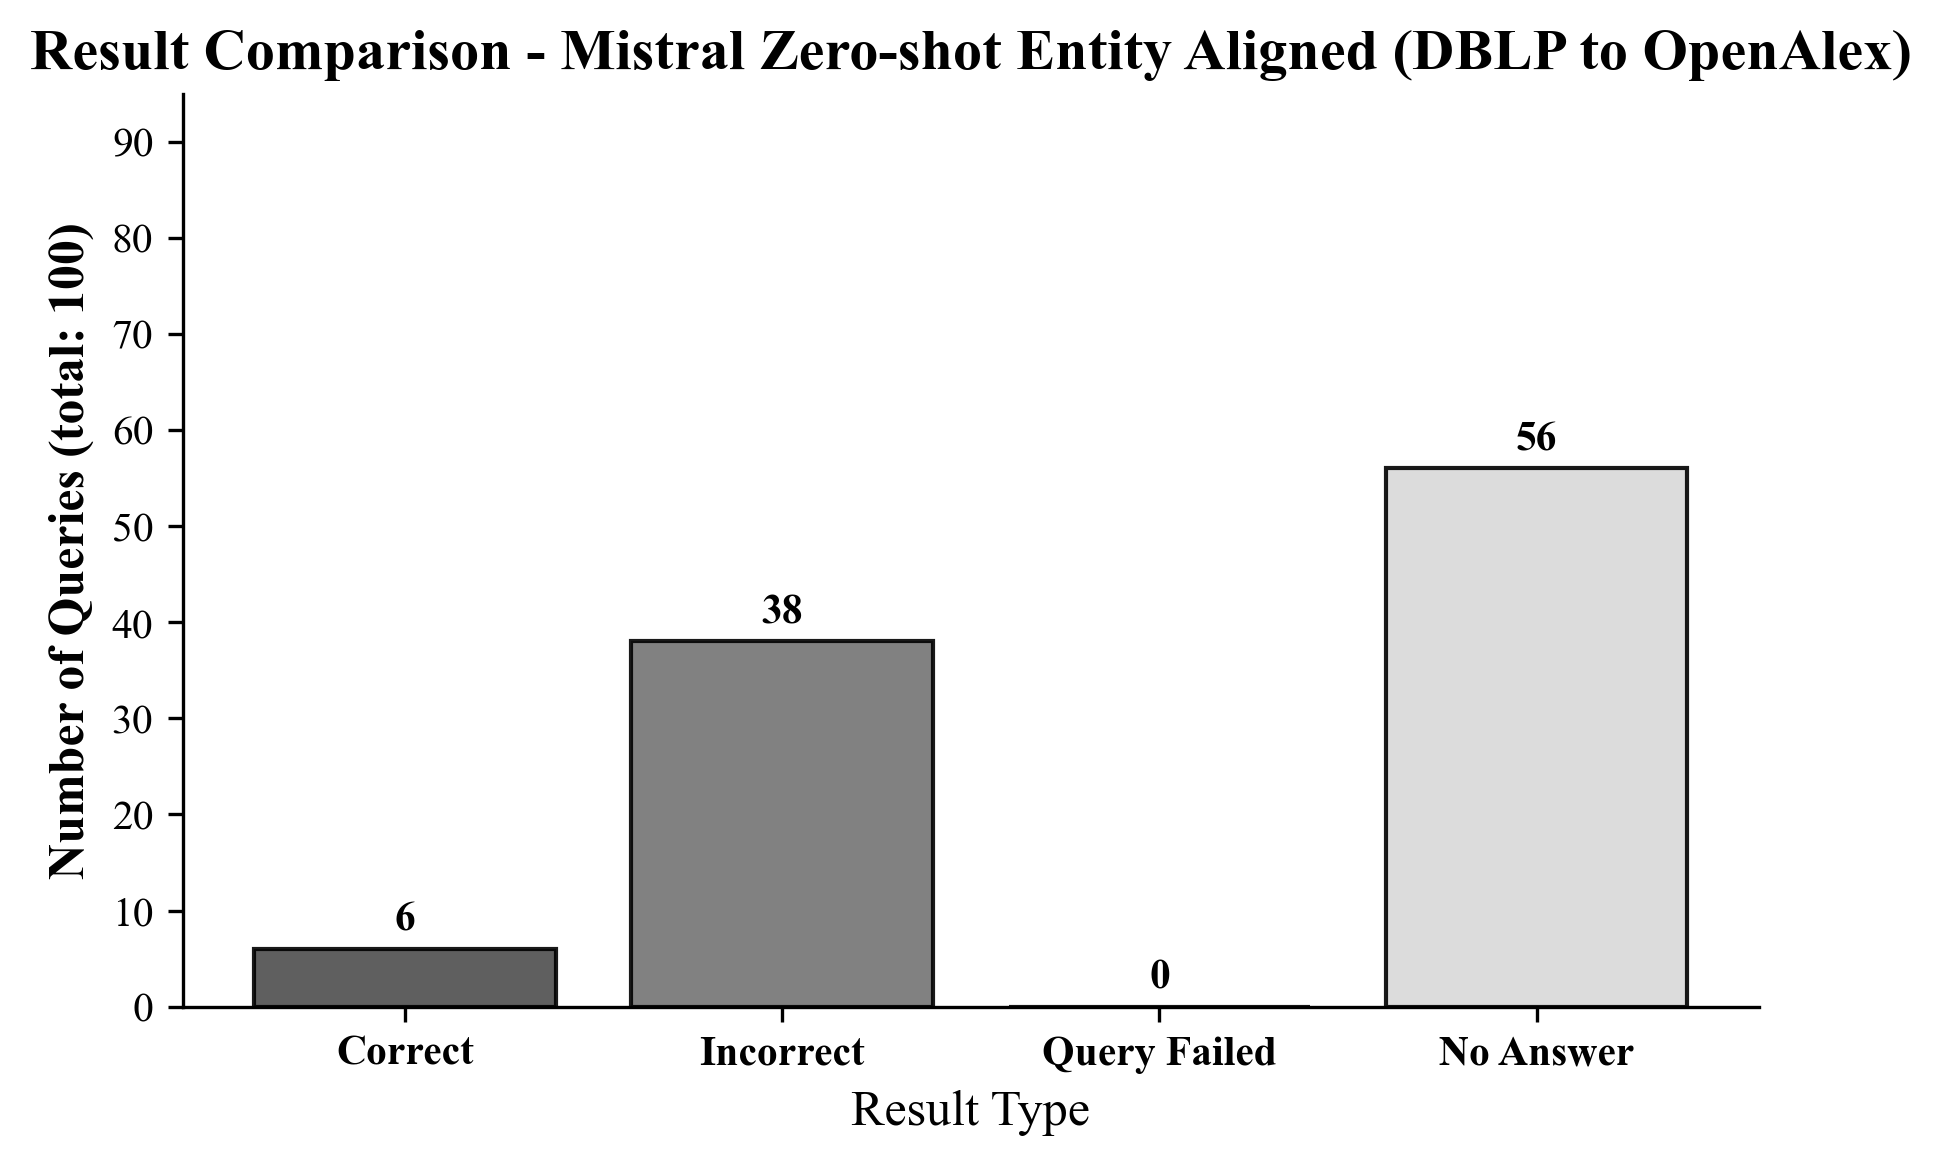 Result Comparison - Mistral Zero-shot Entity Aligned (DBLP to OpenAlex)
Number of Queries (total: 100)
90
80
70
60
50
40
30
20
10
0
6
38
0
56
Correct
Incorrect
Query Failed
No Answer
Result Type